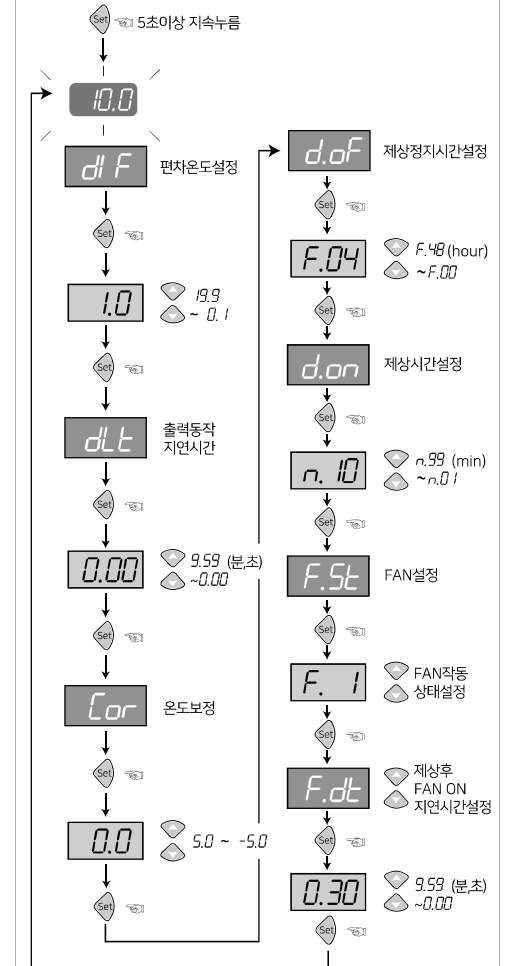 Set 5초이상 지속누름
10.0
dIF 편차온도설정
Set
1.0 19.9
~ 0.1
Set
dLt 출력동작
지연시간
Set
0.00 9.59 (분,초)
~0.00
Set
Cor 온도보정
Set
0.0 5.0 ~ -5.0
Set
d.oF 제상정지시간설정
Set
F.04 F.48 (hour)
~F.00
Set
d.on 제상시간설정
Set
n. 10 n.99 (min)
~n.01
Set
F.St FAN설정
Set
F. 1 FAN작동
상태설정
Set
F.dt 제상후
FAN ON
지연시간설정
Set
0.30 9.59 (분,초)
~0.00
Set